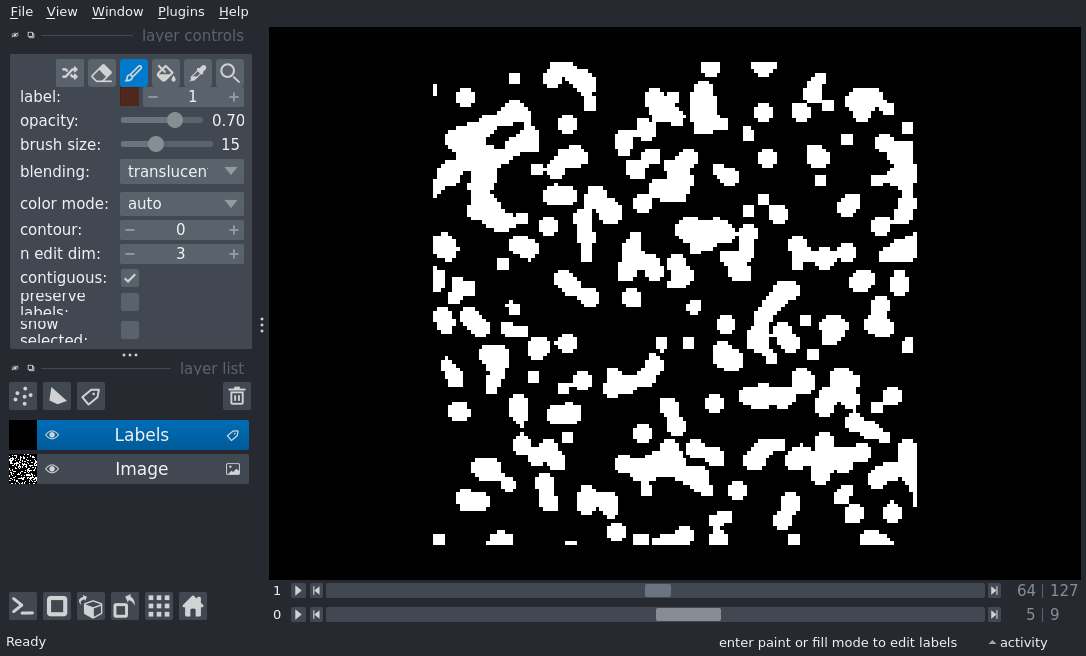 File View Window Plugins Help
layer controls
label: 1
opacity: 0.70
brush size: 15
blending: translucen
color mode: auto
contour: 0
n edit dim: 3
contiguous:
preserve
labels:
show
selected:
layer list
Labels
Image
1 64 127
0 5 9
Ready enter paint or fill mode to edit labels activity